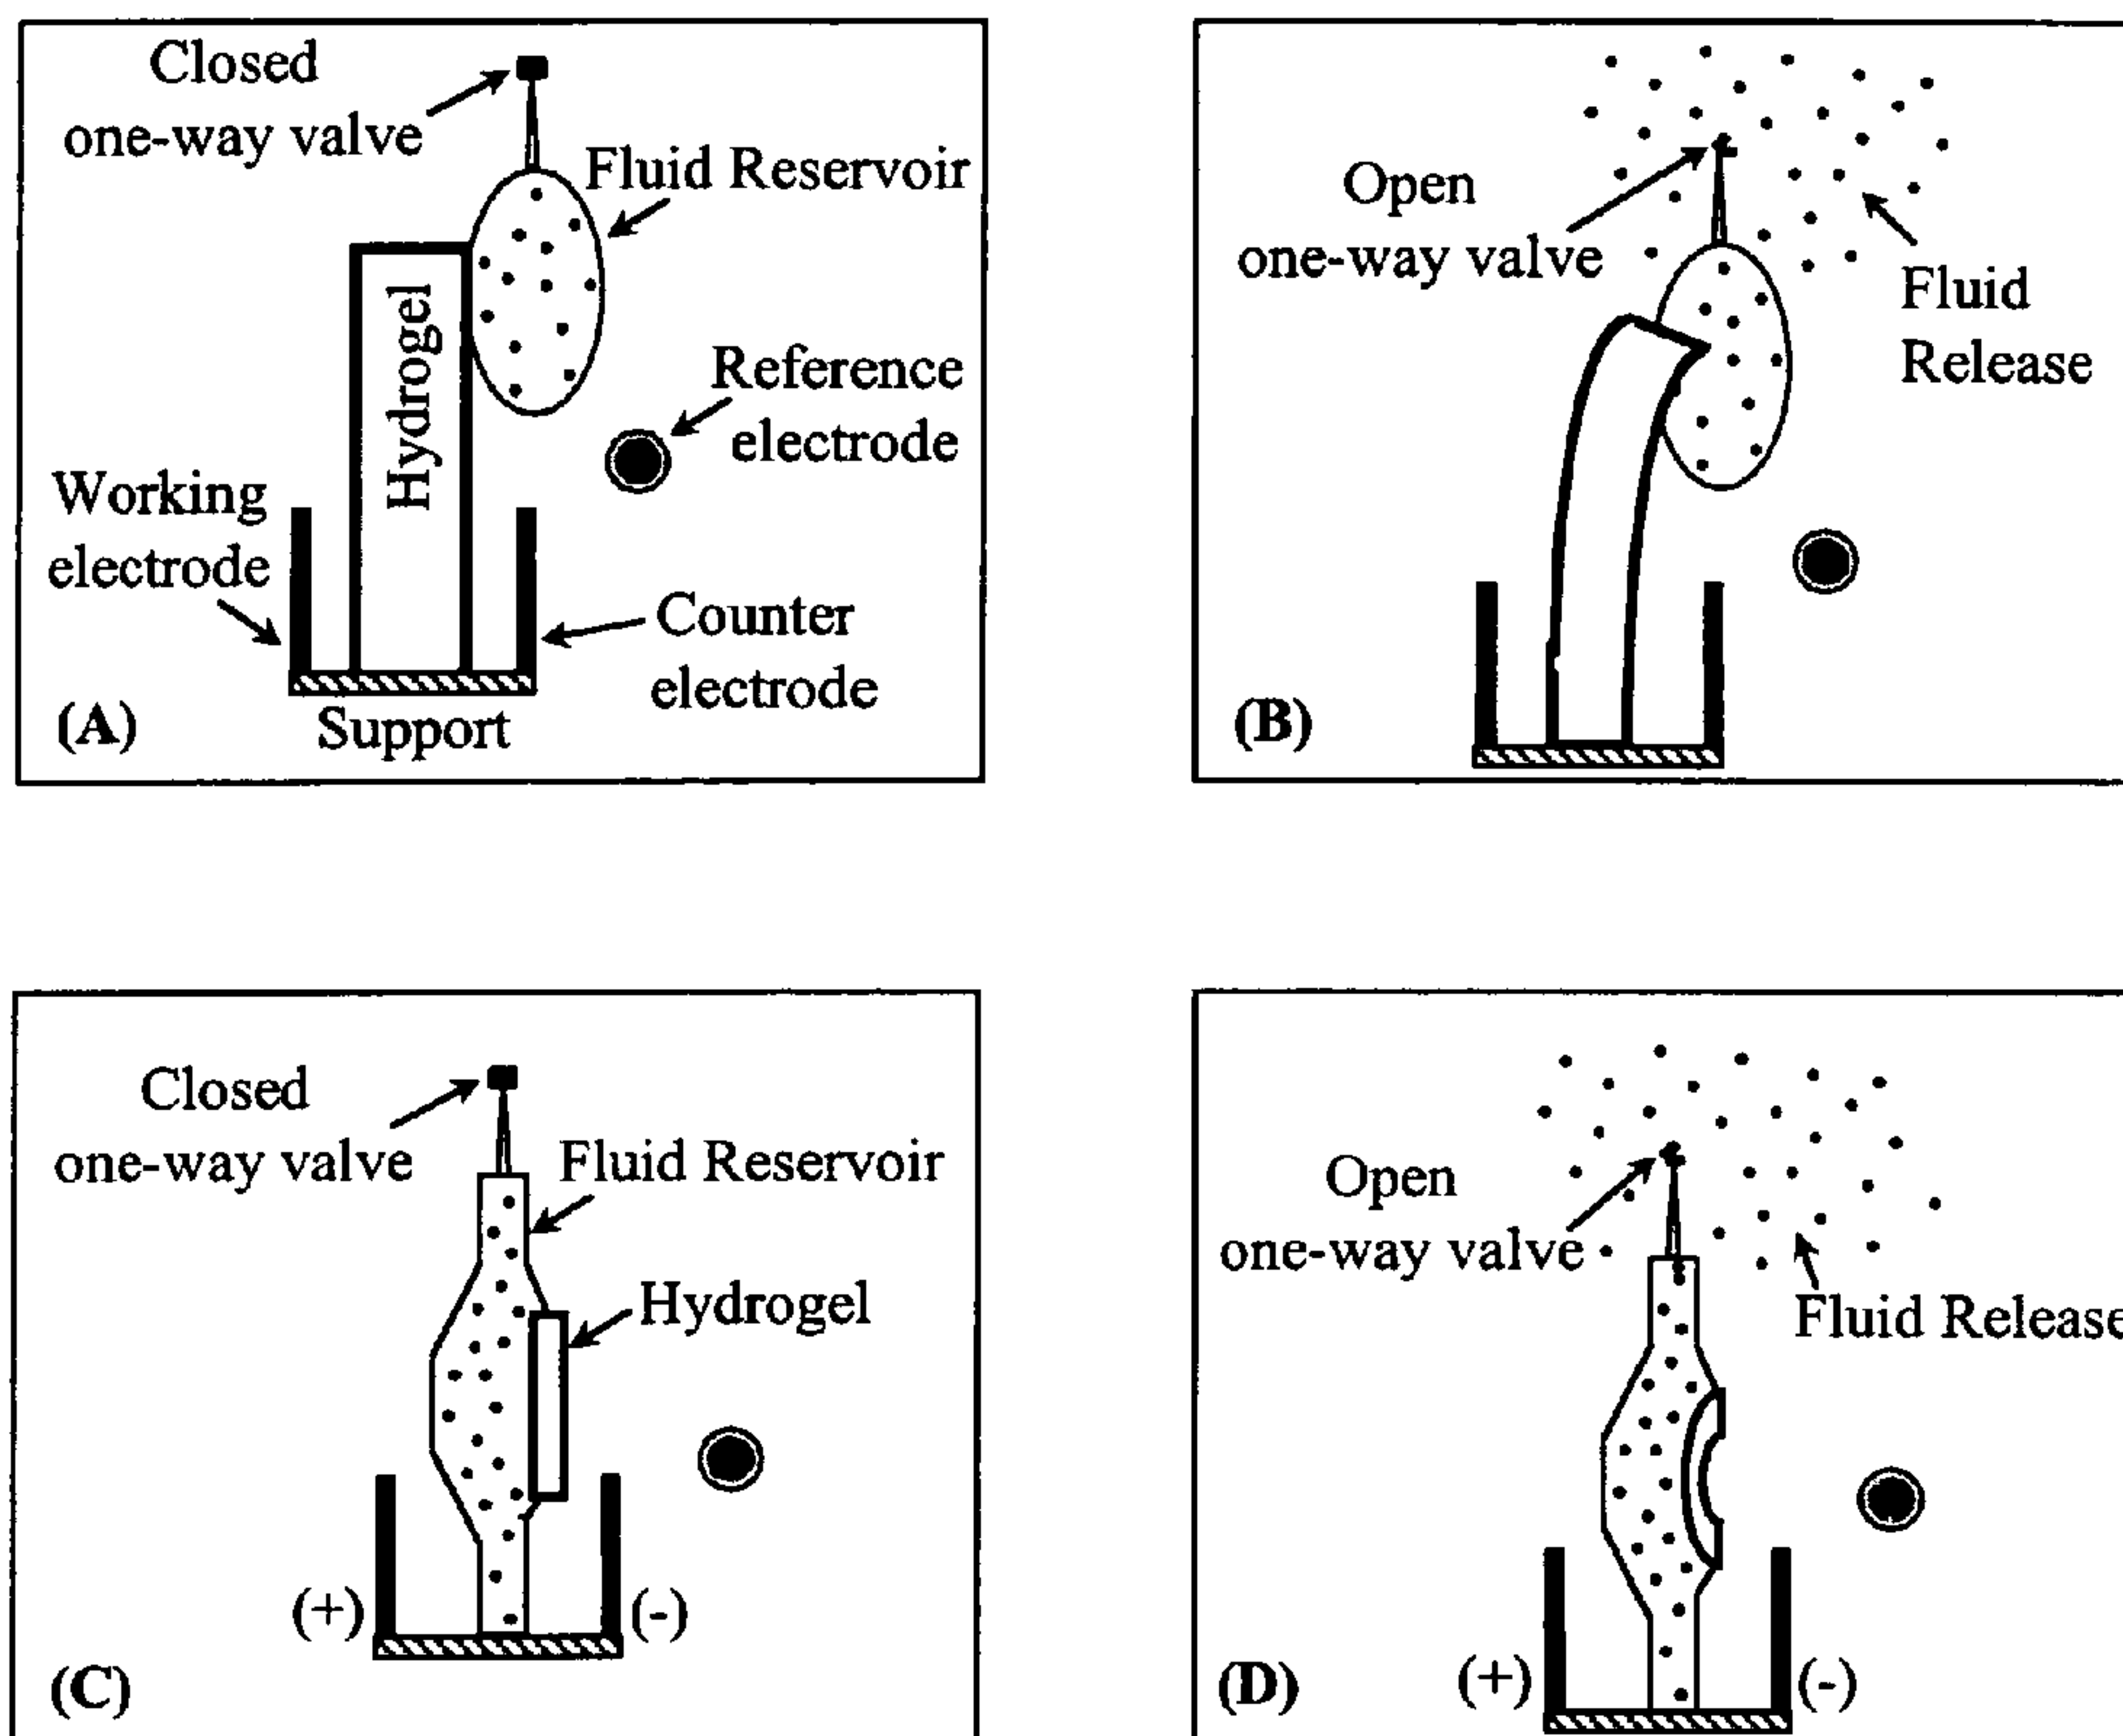 Closed
one-way valve
Fluid Reservoir
Hydrogel
Reference
electrode
Working
electrode
Counter
electrode
Support
(A)
Open
one-way valve
Fluid
Release
(B)
Closed
one-way valve
Fluid Reservoir
Hydrogel
(+)
(-)
(C)
Open
one-way valve
Fluid Release
(+)
(-)
(D)